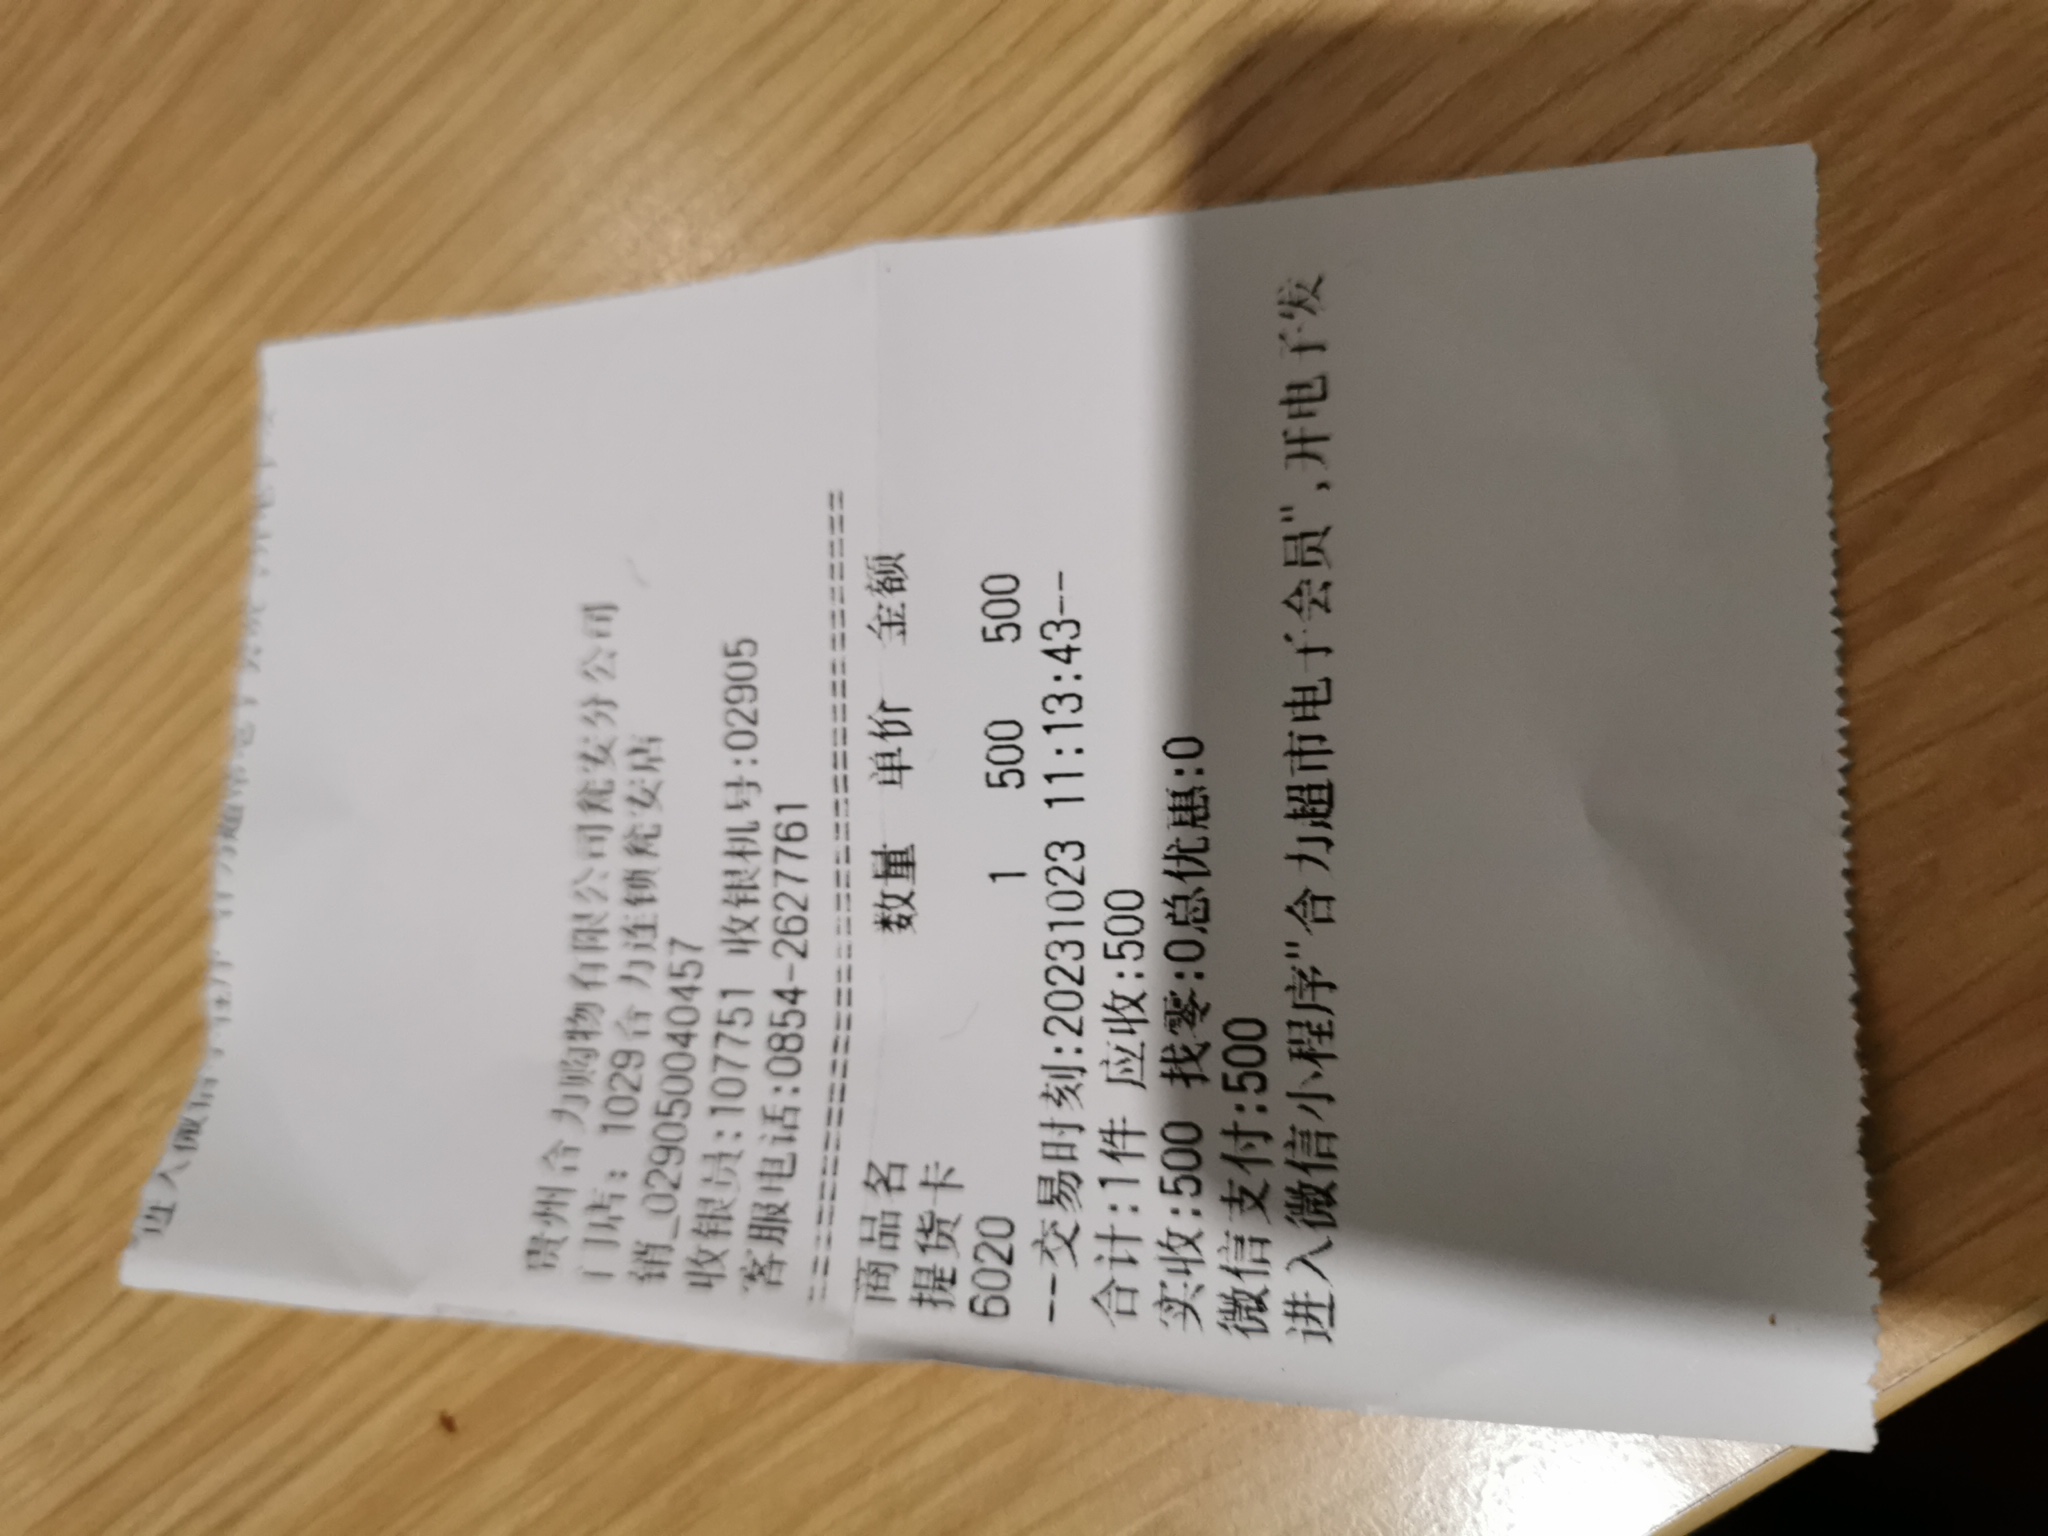 贵州合力购物有限公司瓮安分公司
门店：1029合力连锁瓮安店
销_029050040457
收银员:107751 收银机号:02905
客服电话:0854-2627761
================================
商品名 数量 单价 金额
提货卡
6020 1 500 500
--交易时刻:20231023 11:13:43--
合计:1件 应收:500
实收:500 找零:0总优惠:0
微信支付:500
进入微信小程序"合力超市电子会员",开电子发